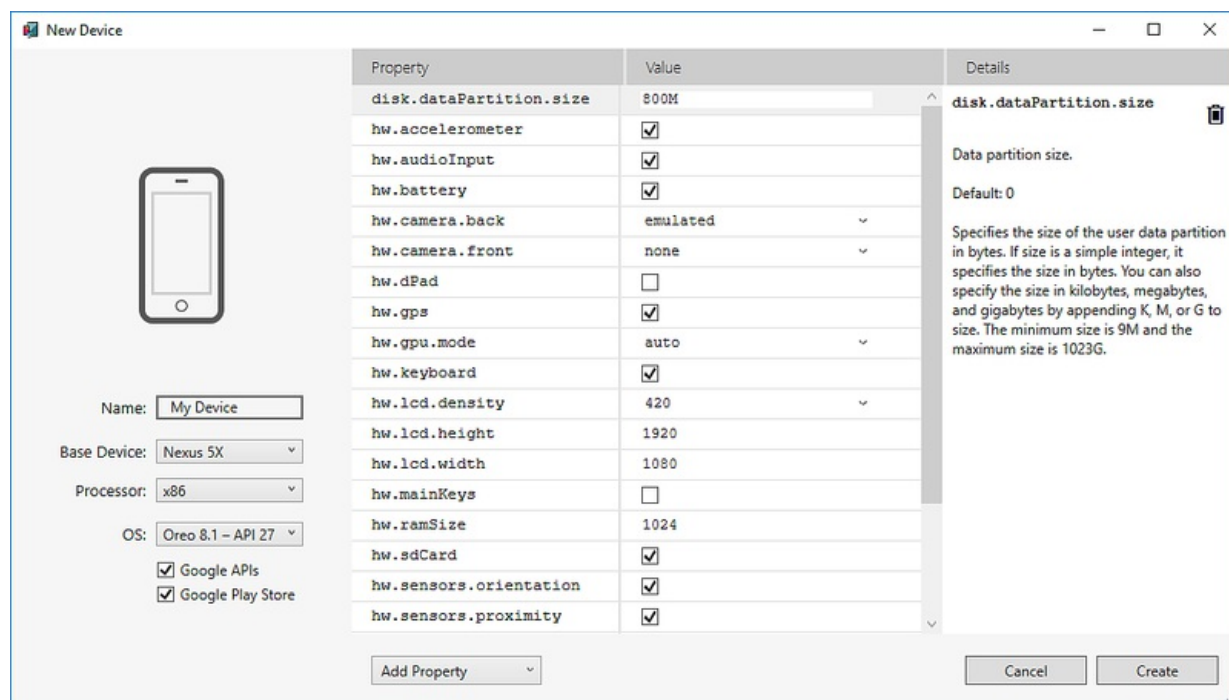 New Device
Property Value Details
disk.dataPartition.size 800M
hw.accelerometer
hw.audioInput
hw.battery
hw.camera.back emulated
hw.camera.front none
hw.dPad
hw.gps
hw.gpu.mode auto
hw.keyboard
hw.lcd.density 420
hw.lcd.height 1920
hw.lcd.width 1080
hw.mainKeys
hw.ramSize 1024
hw.sdCard
hw.sensors.orientation
hw.sensors.proximity
Name: My Device
Base Device: Nexus 5X
Processor: x86
OS: Oreo 8.1 – API 27
Google APIs
Google Play Store
disk.dataPartition.size
Data partition size.
Default: 0
Specifies the size of the user data partition
in bytes. If size is a simple integer, it
specifies the size in bytes. You can also
specify the size in kilobytes, megabytes,
and gigabytes by appending K, M, or G to
size. The minimum size is 9M and the
maximum size is 1023G.
Add Property
Cancel
Create